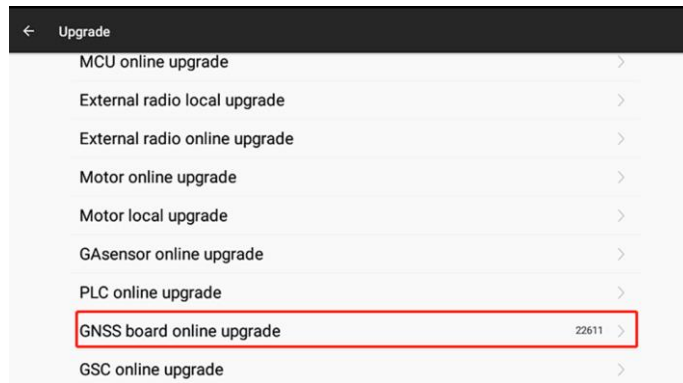 Upgrade
MCU online upgrade
External radio local upgrade
External radio online upgrade
Motor online upgrade
Motor local upgrade
GAsensor online upgrade
PLC online upgrade
GNSS board online upgrade 22611
GSC online upgrade